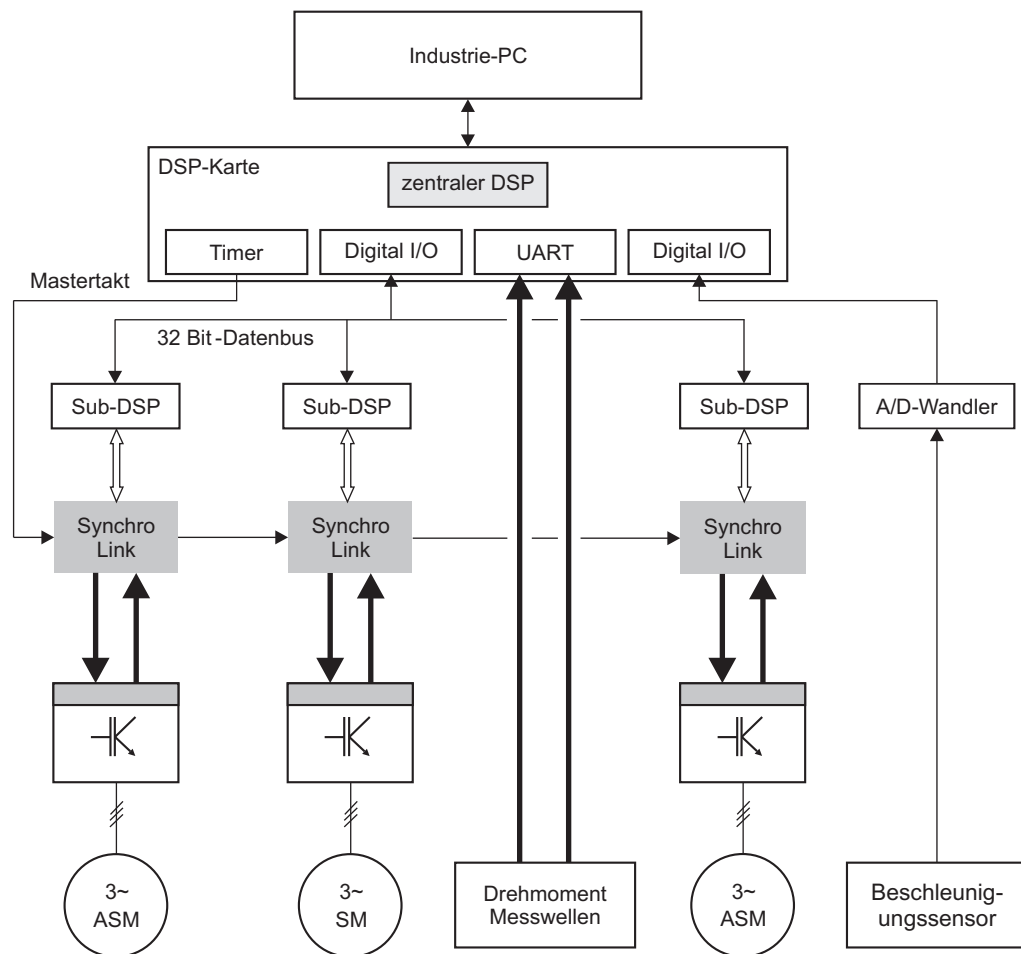 Industrie-PC
DSP-Karte
zentraler DSP
Timer
Digital I/O
UART
Digital I/O
Mastertakt
32 Bit-Datenbus
Sub-DSP
Sub-DSP
Sub-DSP
A/D-Wandler
Synchro
Link
Synchro
Link
Synchro
Link
3~
ASM
3~
SM
Drehmoment
Messwellen
3~
ASM
Beschleunig-
ungssensor